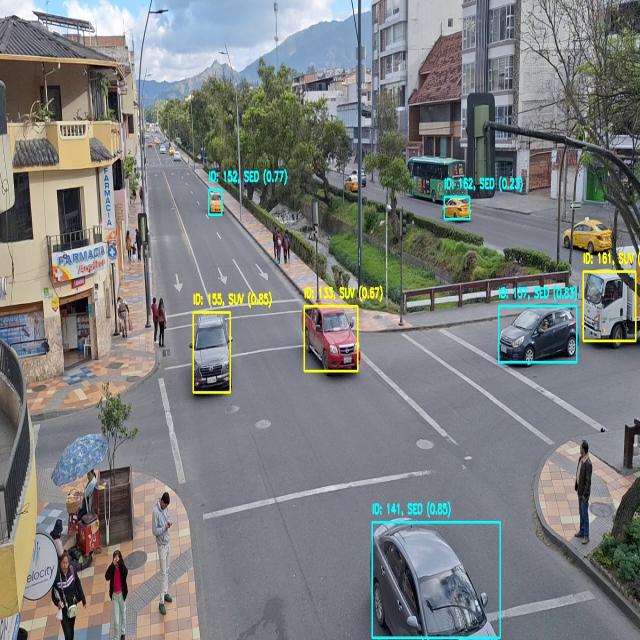 ID: 152, SED (0.77)
ID: 162, SED (0.23)
FARMACIA
ID: 161, SUV
FARMACIA
ID: 155, SUV (0.85)
ID: 133, SUV (0.67)
ID: 157, SED (0.83)
ID: 141, SED (0.85)
elocity